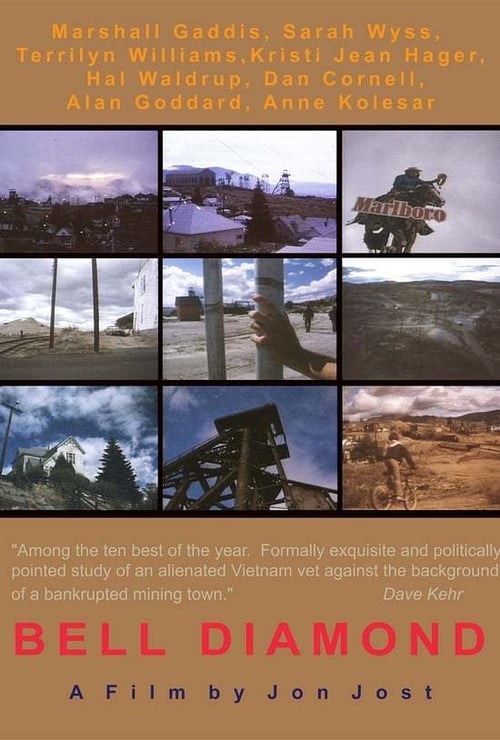 Marshall Gaddis, Sarah Wyss,
Terrilyn Williams,Kristi Jean Hager,
Hal Waldrup, Dan Cornell,
Alan Goddard, Anne Kolesar
Marlboro
"Among the ten best of the year. Formally exquisite and politically
pointed study of an alienated Vietnam vet against the background
of a bankrupted mining town." Dave Kehr
BELL DIAMOND
A Film by Jon Jost